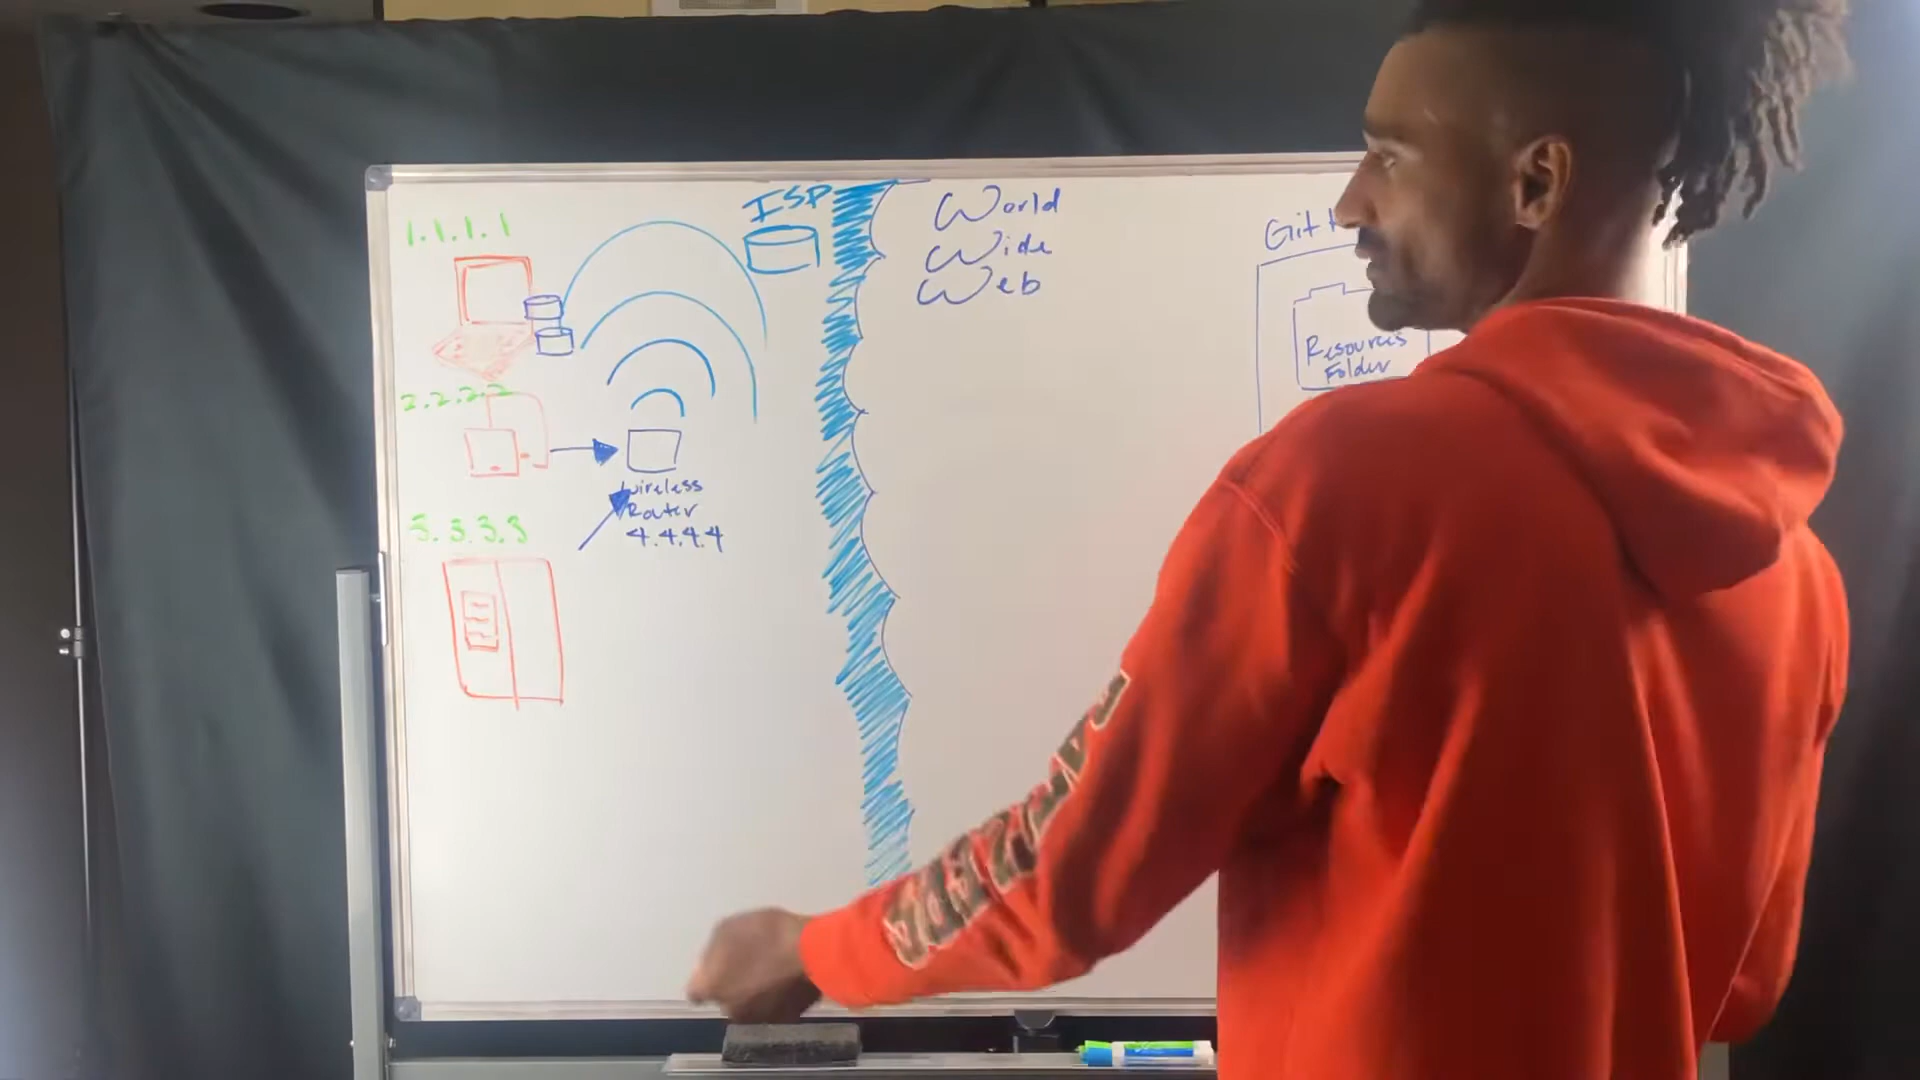 1.1.1.1
ISP
World
Wide
Web
Git H
Resources
Folder
2.2.2.2
Wireless
Router
4.4.4.4
3.3.3.3